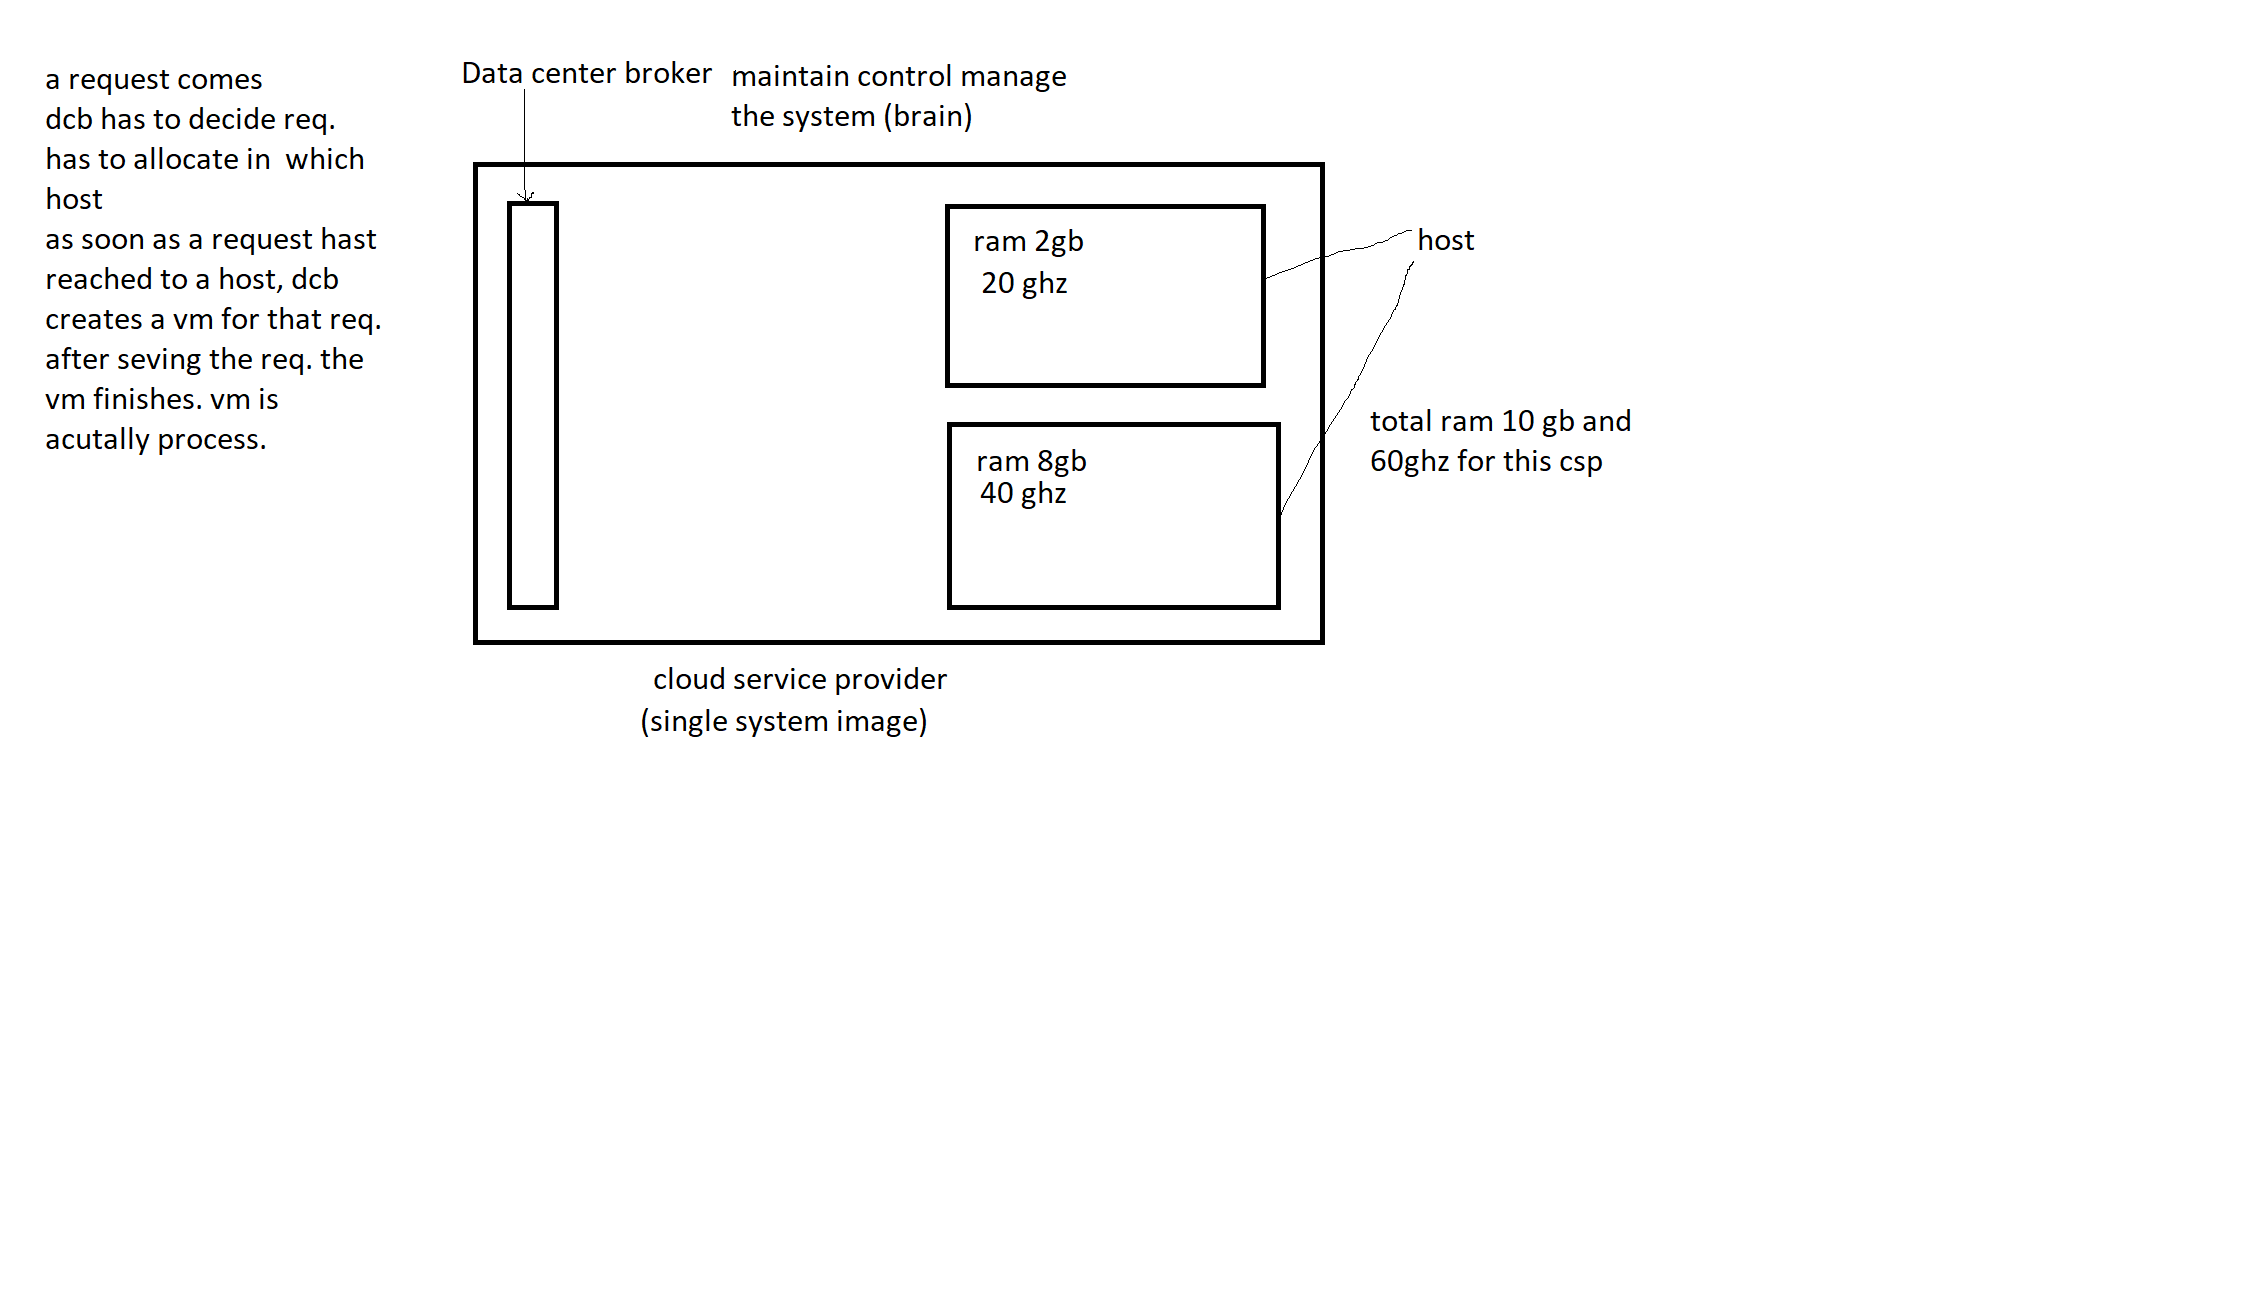 a request comes
dcb has to decide req.
has to allocate in  which
host
as soon as a request hast
reached to a host, dcb
creates a vm for that req.
after seving the req. the
vm finishes. vm is
acutally process.
Data center broker
maintain control manage
the system (brain)
ram 2gb
20 ghz
host
ram 8gb
40 ghz
total ram 10 gb and
60ghz for this csp
cloud service provider
(single system image)